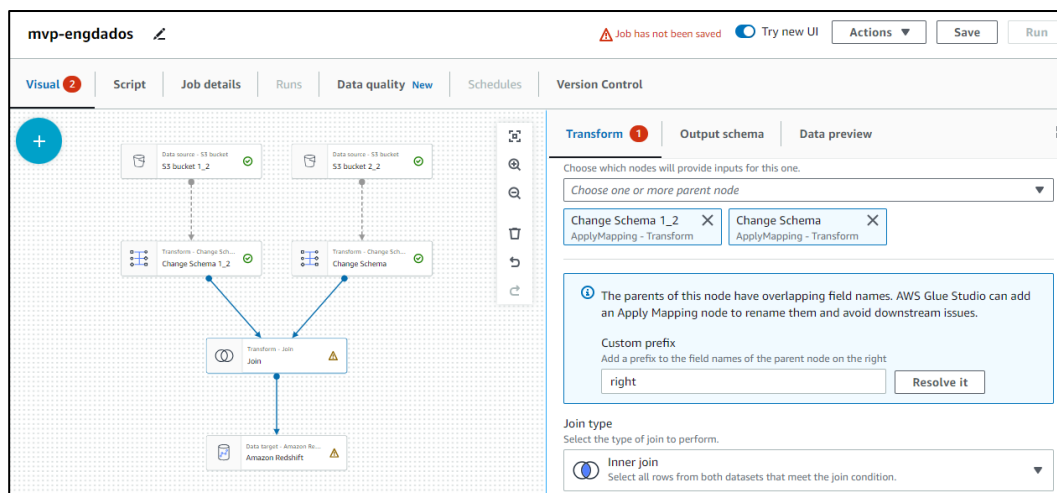 mvp-engdados
Job has not been saved
Try new UI
Actions
Save
Run
Visual 2
Script
Job details
Runs
Data quality New
Schedules
Version Control
+
Data source - S3 bucket
S3 bucket 1_2
Data source - S3 bucket
S3 bucket 2_2
Transform - Change Sch...
Change Schema 1_2
Transform - Change Sch...
Change Schema
Transform - Join
Join
Data target - Amazon Re...
Amazon Redshift
Transform 1
Output schema
Data preview
Choose which nodes will provide inputs for this one.
Choose one or more parent node
Change Schema 1_2
ApplyMapping - Transform
Change Schema
ApplyMapping - Transform
The parents of this node have overlapping field names. AWS Glue Studio can add
an Apply Mapping node to rename them and avoid downstream issues.
Custom prefix
Add a prefix to the field names of the parent node on the right
right
Resolve it
Join type
Select the type of join to perform.
Inner join
Select all rows from both datasets that meet the join condition.